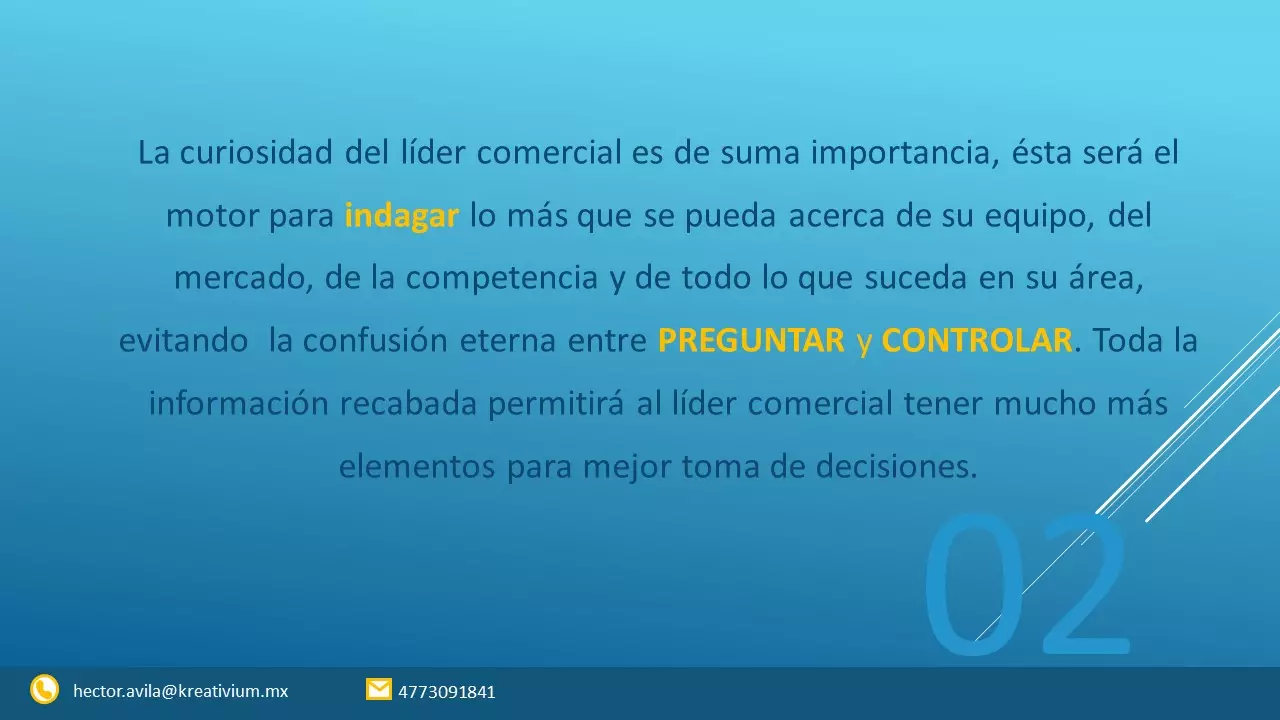 La curiosidad del líder comercial es de suma importancia, ésta será el
motor para indagar lo más que se pueda acerca de su equipo, del
mercado, de la competencia y de todo lo que suceda en su área,
evitando  la confusión eterna entre PREGUNTAR y CONTROLAR. Toda la
información recabada permitirá al líder comercial tener mucho más
elementos para mejor toma de decisiones.
02
hector.avila@kreativium.mx
4773091841